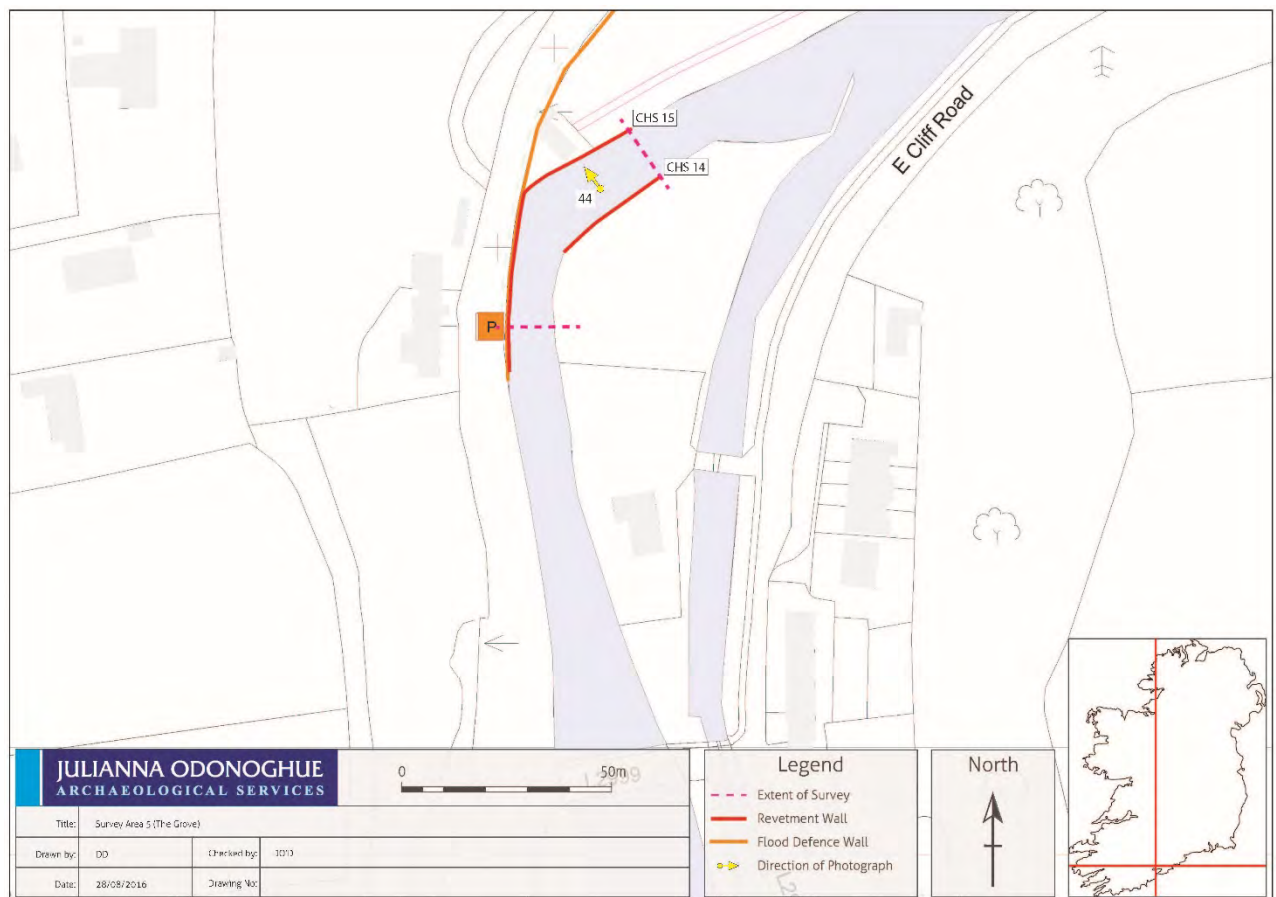 CHS 15
CHS 14
44
E Cliff Road
P
JULIANNA ODONOGHUE
ARCHAEOLOGICAL SERVICES
0 50m
L2999
Title: Survey Area 5 (The Grove)
Drawn by: DD Checked by:
Date: 28/08/2016 Drawing No:
Legend
Extent of Survey
Revetment Wall
Flood Defence Wall
Direction of Photograph
North